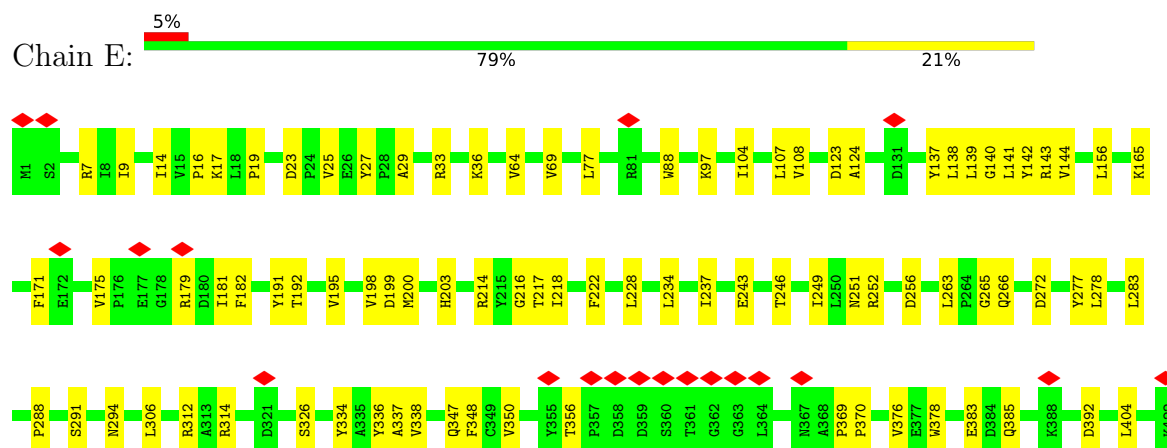 5%
Chain E:
79% 21%
M1 S2 R7 I8 I9 I14 V15 P16 K17 L18 P19 D23 P24 V25 E26 Y27 P28 A29 R33 K36 V64 V69 L77 R81 W88 K97 I104 L107 V108 D123 A124 D131 Y137 L138 L139 G140 L141 Y142 R143 V144 L156 K165
F171 E172 V175 P176 E177 G178 R179 D180 I181 F182 Y191 T192 V195 V198 D199 M200 H203 R214 Y215 G216 T217 I218 F222 L228 L234 I237 E243 T246 I249 L250 N251 R252 D256 L263 P264 G265 Q266 D272 Y277 L278 L283
P288 S291 N294 L306 R312 A313 R314 D321 S326 Y334 A335 Y336 A337 V338 Q347 F348 C349 V350 Y355 T356 P357 D358 D359 S360 T361 G362 G363 L364 N367 A368 P369 P370 V376 E377 W378 E383 D384 Q385 K388 D392 L404